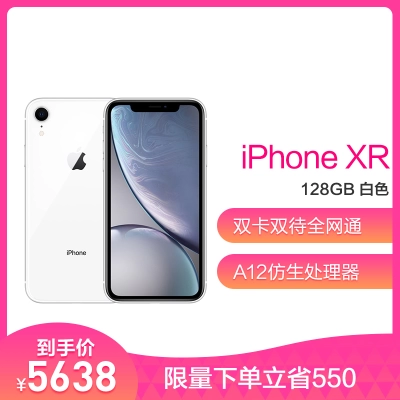 iPhone XR
128GB 白色
双卡双待全网通
A12仿生处理器
iPhone
到手价
¥5638
限量下单立省550